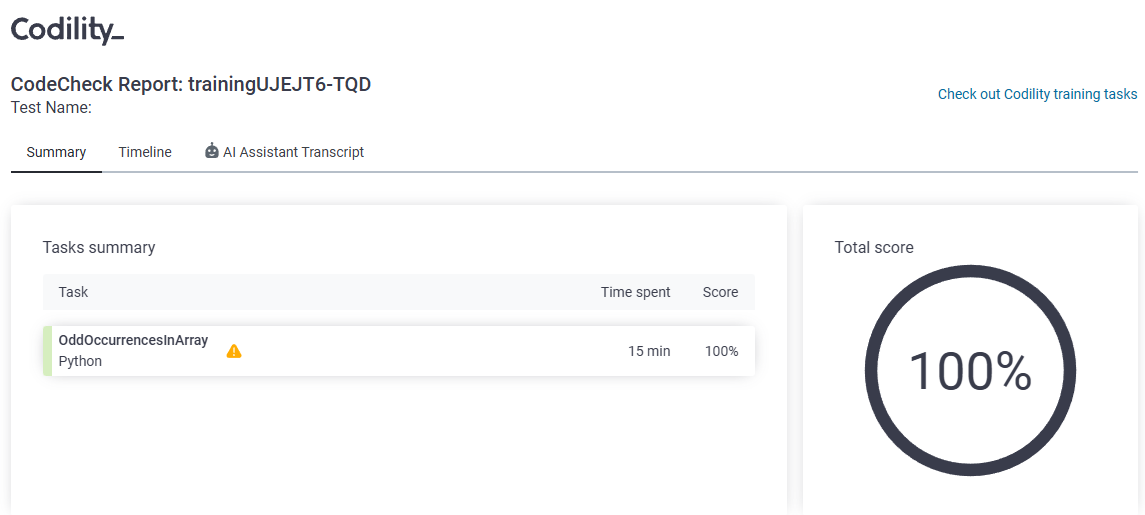 Codility_
CodeCheck Report: trainingUJEJT6-TQD
Test Name:
Check out Codility training tasks
Summary Timeline AI Assistant Transcript
Tasks summary
Task Time spent Score
OddOccurrencesInArray
Python
15 min 100%
Total score
100%